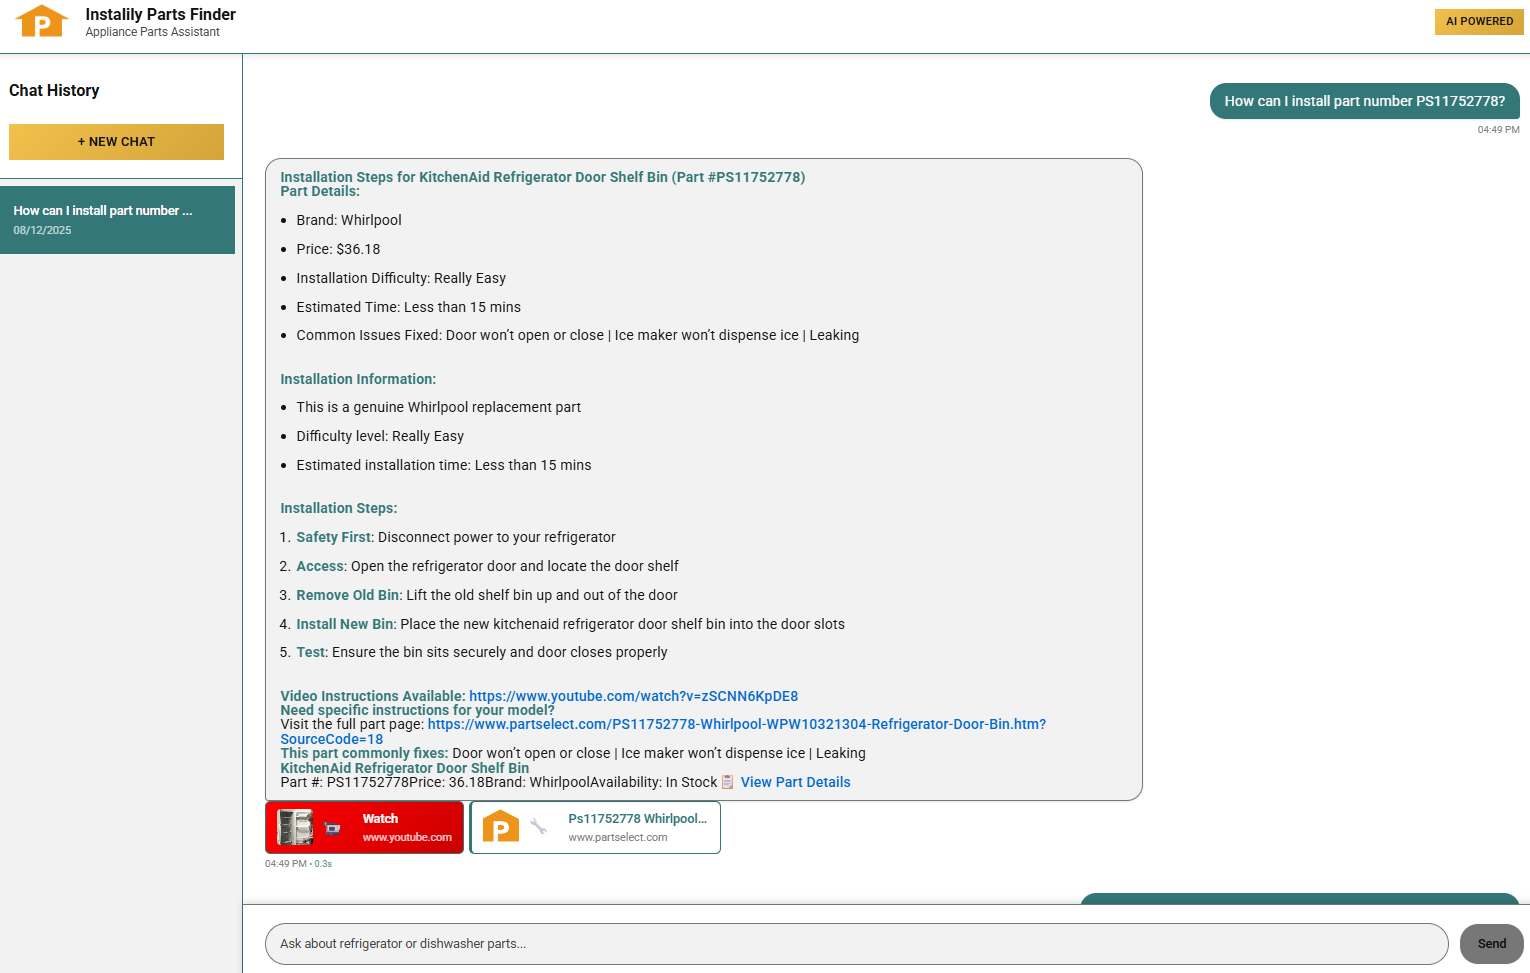 P
Instalily Parts Finder
Appliance Parts Assistant
AI POWERED
Chat History
+ NEW CHAT
How can I install part number ...
08/12/2025
How can I install part number PS11752778?
04:49 PM
Installation Steps for KitchenAid Refrigerator Door Shelf Bin (Part #PS11752778)
Part Details:
• Brand: Whirlpool
• Price: $36.18
• Installation Difficulty: Really Easy
• Estimated Time: Less than 15 mins
• Common Issues Fixed: Door won’t open or close | Ice maker won’t dispense ice | Leaking
Installation Information:
• This is a genuine Whirlpool replacement part
• Difficulty level: Really Easy
• Estimated installation time: Less than 15 mins
Installation Steps:
1. Safety First: Disconnect power to your refrigerator
2. Access: Open the refrigerator door and locate the door shelf
3. Remove Old Bin: Lift the old shelf bin up and out of the door
4. Install New Bin: Place the new kitchenaid refrigerator door shelf bin into the door slots
5. Test: Ensure the bin sits securely and door closes properly
Video Instructions Available: https://www.youtube.com/watch?v=zSCNN6KpDE8
Need specific instructions for your model?
Visit the full part page: https://www.partselect.com/PS11752778-Whirlpool-WPW10321304-Refrigerator-Door-Bin.htm?
SourceCode=18
This part commonly fixes: Door won’t open or close | Ice maker won’t dispense ice | Leaking
KitchenAid Refrigerator Door Shelf Bin
Part #: PS11752778Price: 36.18Brand: WhirlpoolAvailability: In Stock 📋 View Part Details
Watch
www.youtube.com
P
Ps11752778 Whirlpool...
www.partselect.com
04:49 PM • 0.3s
Ask about refrigerator or dishwasher parts...
Send